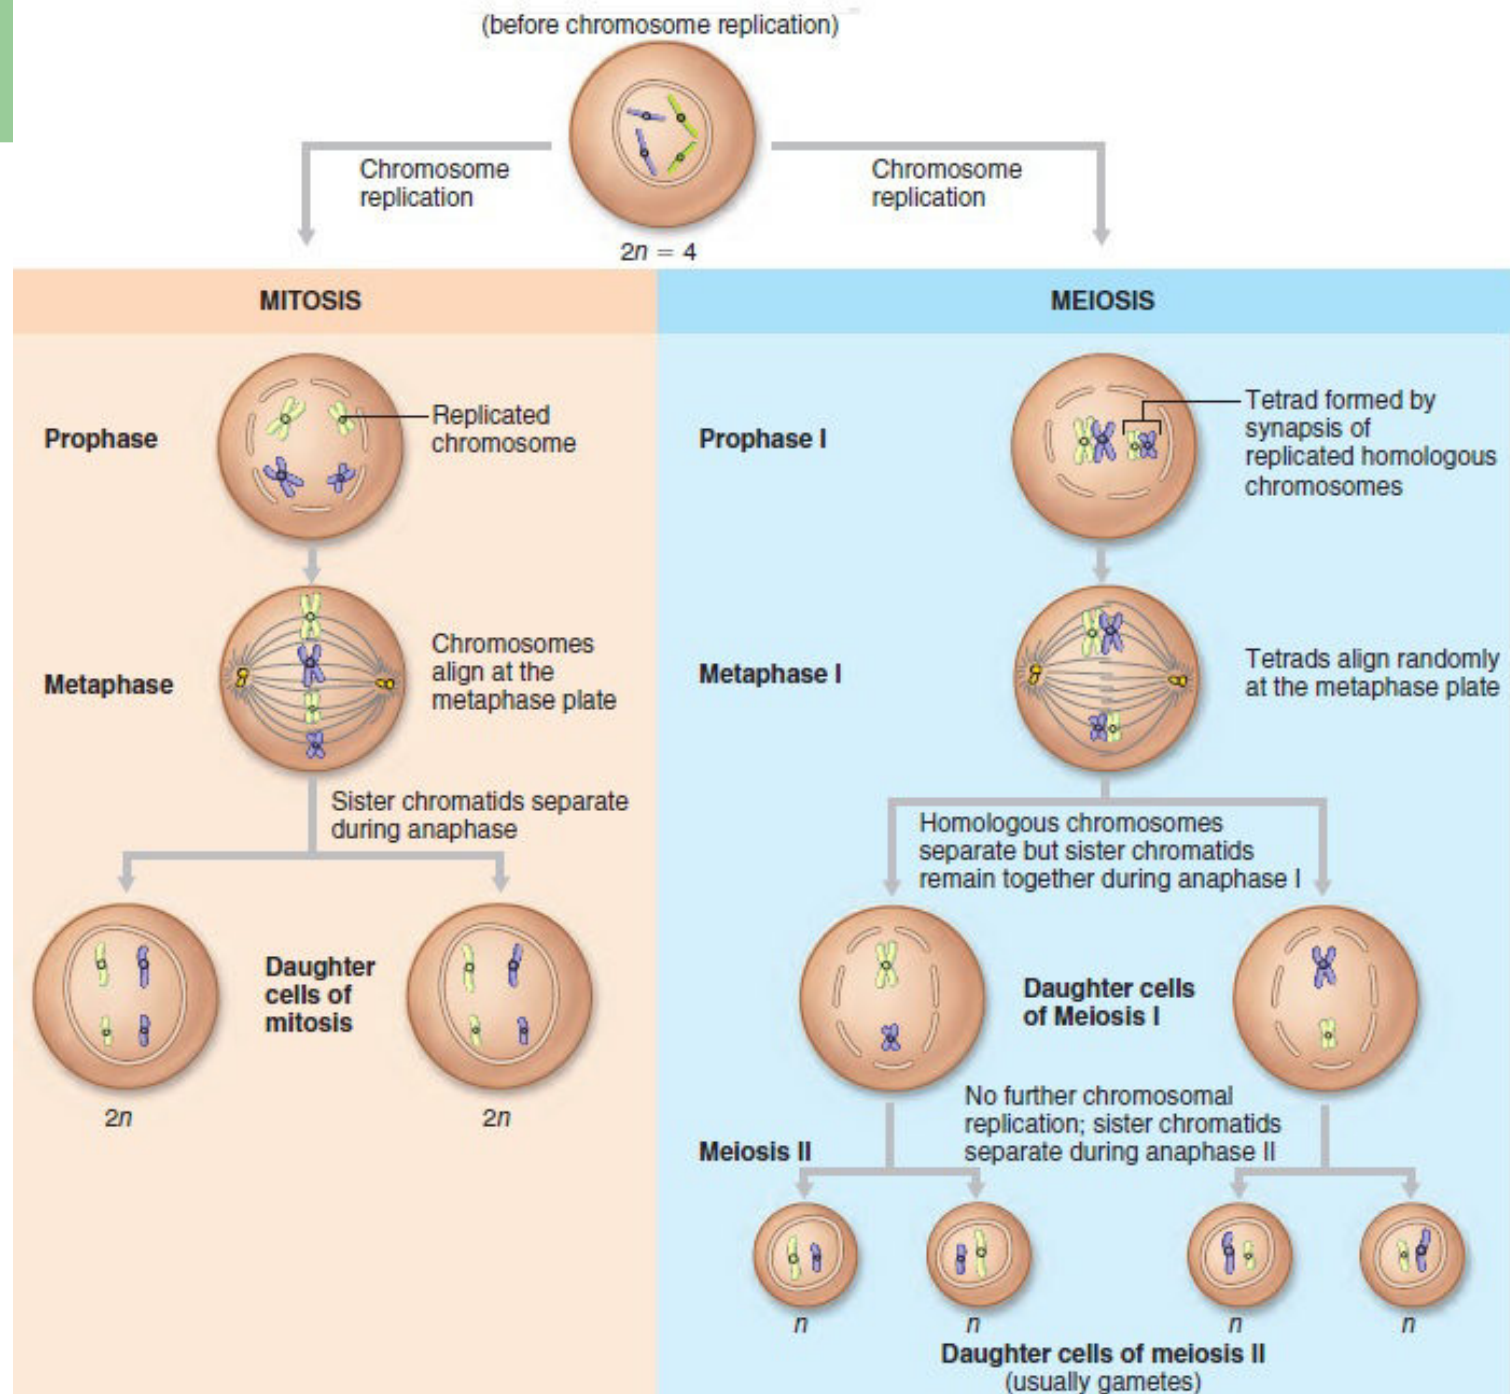 (before chromosome replication)
Chromosome
replication
Chromosome
replication
2n = 4
MITOSIS
MEIOSIS
Prophase
Replicated
chromosome
Prophase I
Tetrad formed by
synapsis of
replicated homologous
chromosomes
Metaphase
Chromosomes
align at the
metaphase plate
Metaphase I
Tetrads align randomly
at the metaphase plate
Sister chromatids separate
during anaphase
Homologous chromosomes
separate but sister chromatids
remain together during anaphase I
Daughter
cells of
mitosis
2n
2n
Daughter cells
of Meiosis I
No further chromosomal
replication; sister chromatids
separate during anaphase II
Meiosis II
n
n
n
n
Daughter cells of meiosis II
(usually gametes)